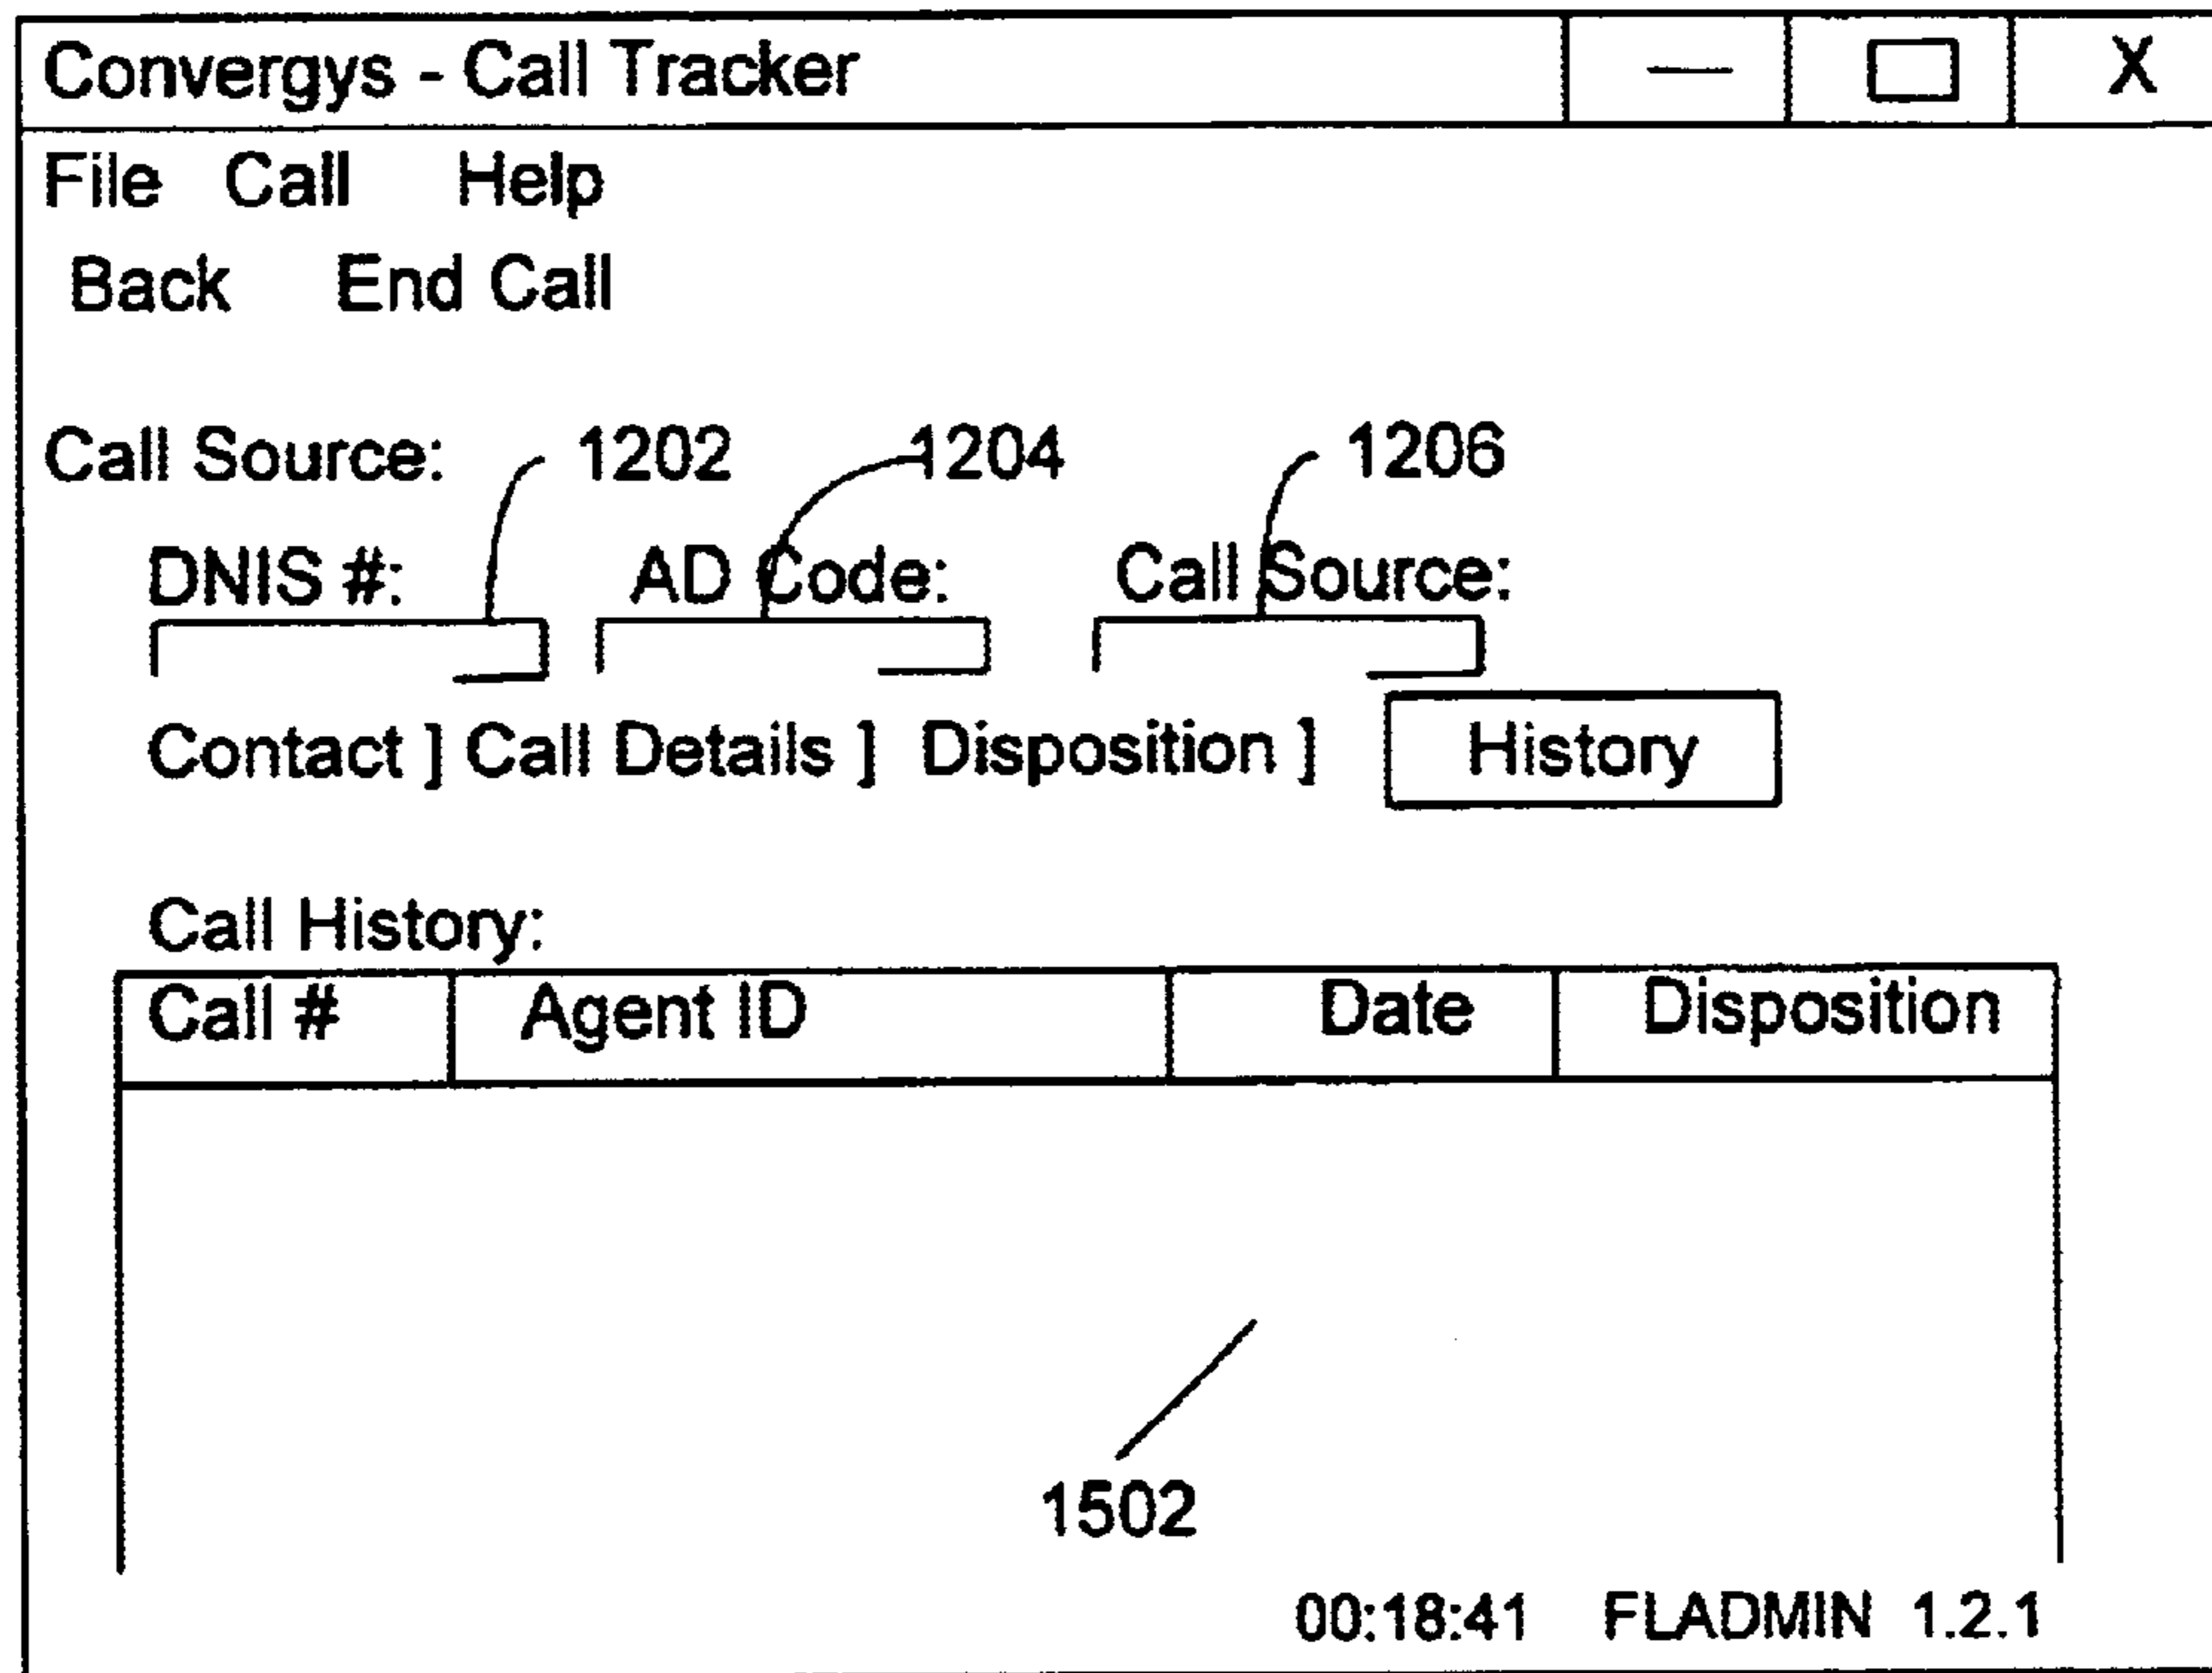 Convergys - Call Tracker — X
File Call Help
Back End Call
Call Source: 1202 1204 1206
DNIS #: AD Code: Call Source:
Contact ] Call Details ] Disposition ] History
Call History:
Call # Agent ID Date Disposition
1502
00:18:41 FLADMIN 1.2.1